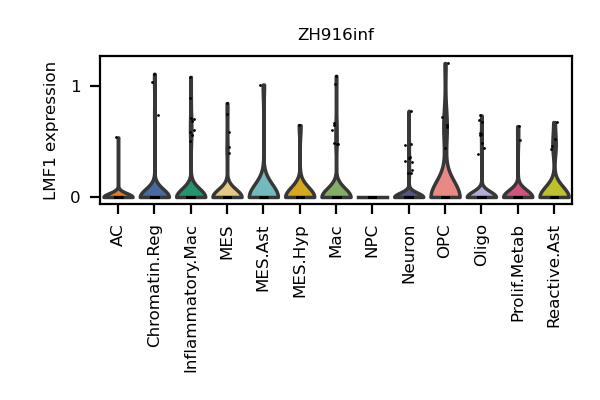 ZH916inf
LMF1 expression
1
0
AC
Chromatin.Reg
Inflammatory.Mac
MES
MES.Ast
MES.Hyp
Mac
NPC
Neuron
OPC
Oligo
Prolif.Metab
Reactive.Ast